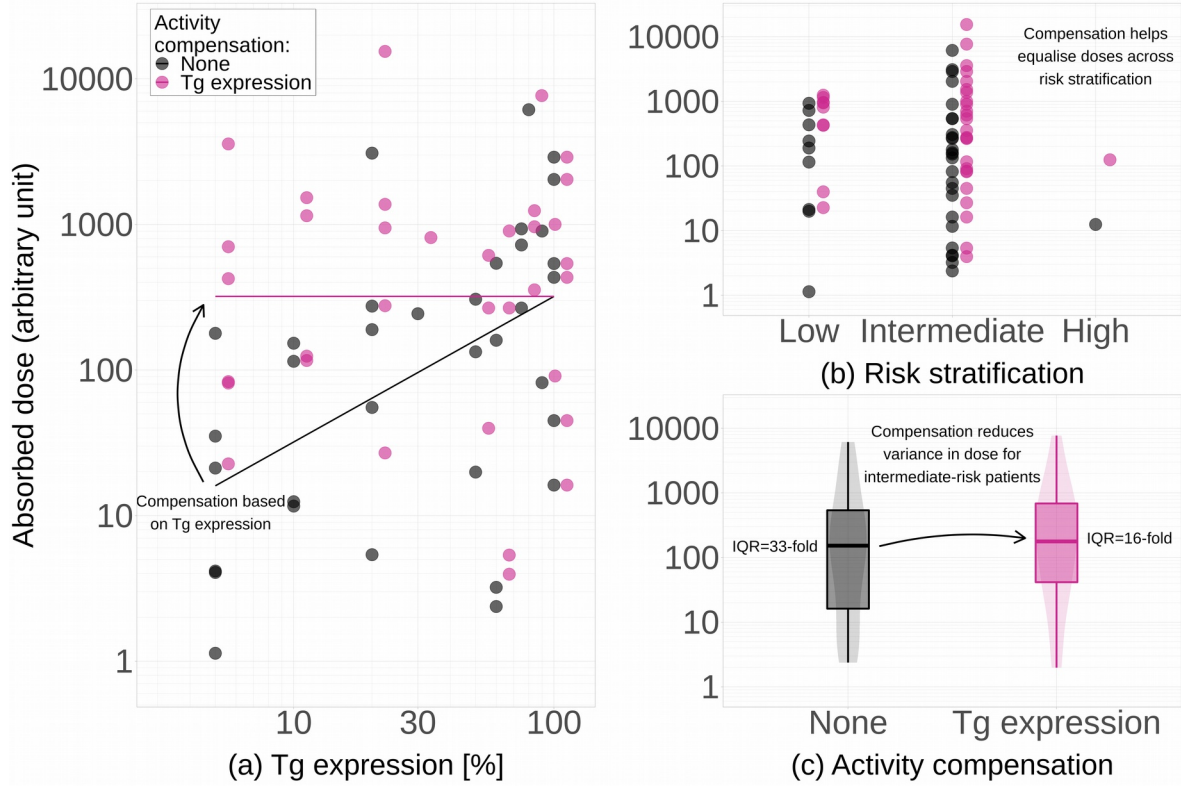 Activity
compensation:
None
Tg expression
Absorbed dose (arbitrary unit)
10000
1000
100
10
1
Compensation based
on Tg expression
10
30
100
(a) Tg expression [%]
10000
1000
100
10
1
Compensation helps
equalise doses across
risk stratification
Low
Intermediate
High
(b) Risk stratification
10000
1000
100
10
1
Compensation reduces
variance in dose for
intermediate-risk patients
IQR=33-fold
IQR=16-fold
None
Tg expression
(c) Activity compensation